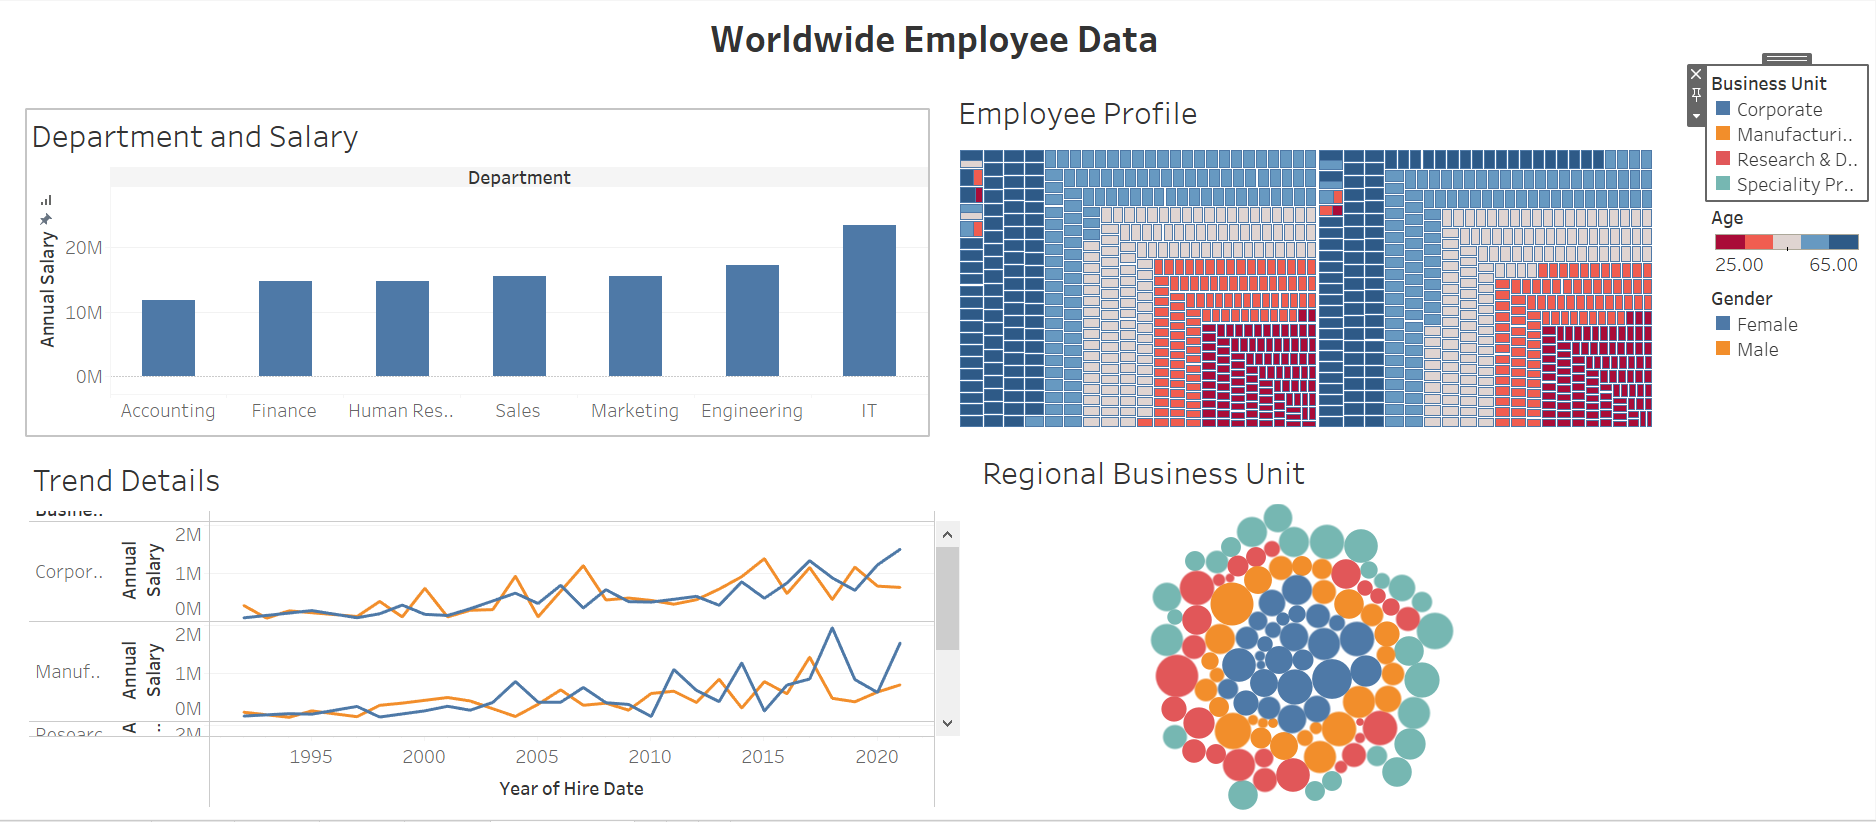 Worldwide Employee Data
Department and Salary
Department
Annual Salary
20M
10M
0M
Accounting
Finance
Human Res..
Sales
Marketing
Engineering
IT
Employee Profile
Business Unit
Corporate
Manufacturi..
Research & D..
Speciality Pr..
Age
25.00
65.00
Gender
Female
Male
Trend Details
Busine..
Corpor..
Annual
Salary
2M
1M
0M
Manuf..
Annual
Salary
2M
1M
0M
Researc
A
..
2M
1995
2000
2005
2010
2015
2020
Year of Hire Date
Regional Business Unit